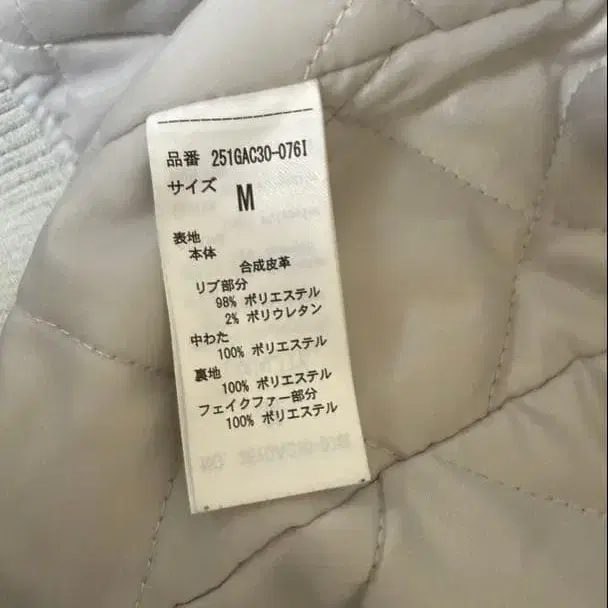 品番 251GAC30-076I
サイズ M
表地
本体
合成皮革
リブ部分
98% ポリエステル
2% ポリウレタン
中わた
100% ポリエステル
裏地
100% ポリエステル
フェイクファー部分
100% ポリエステル